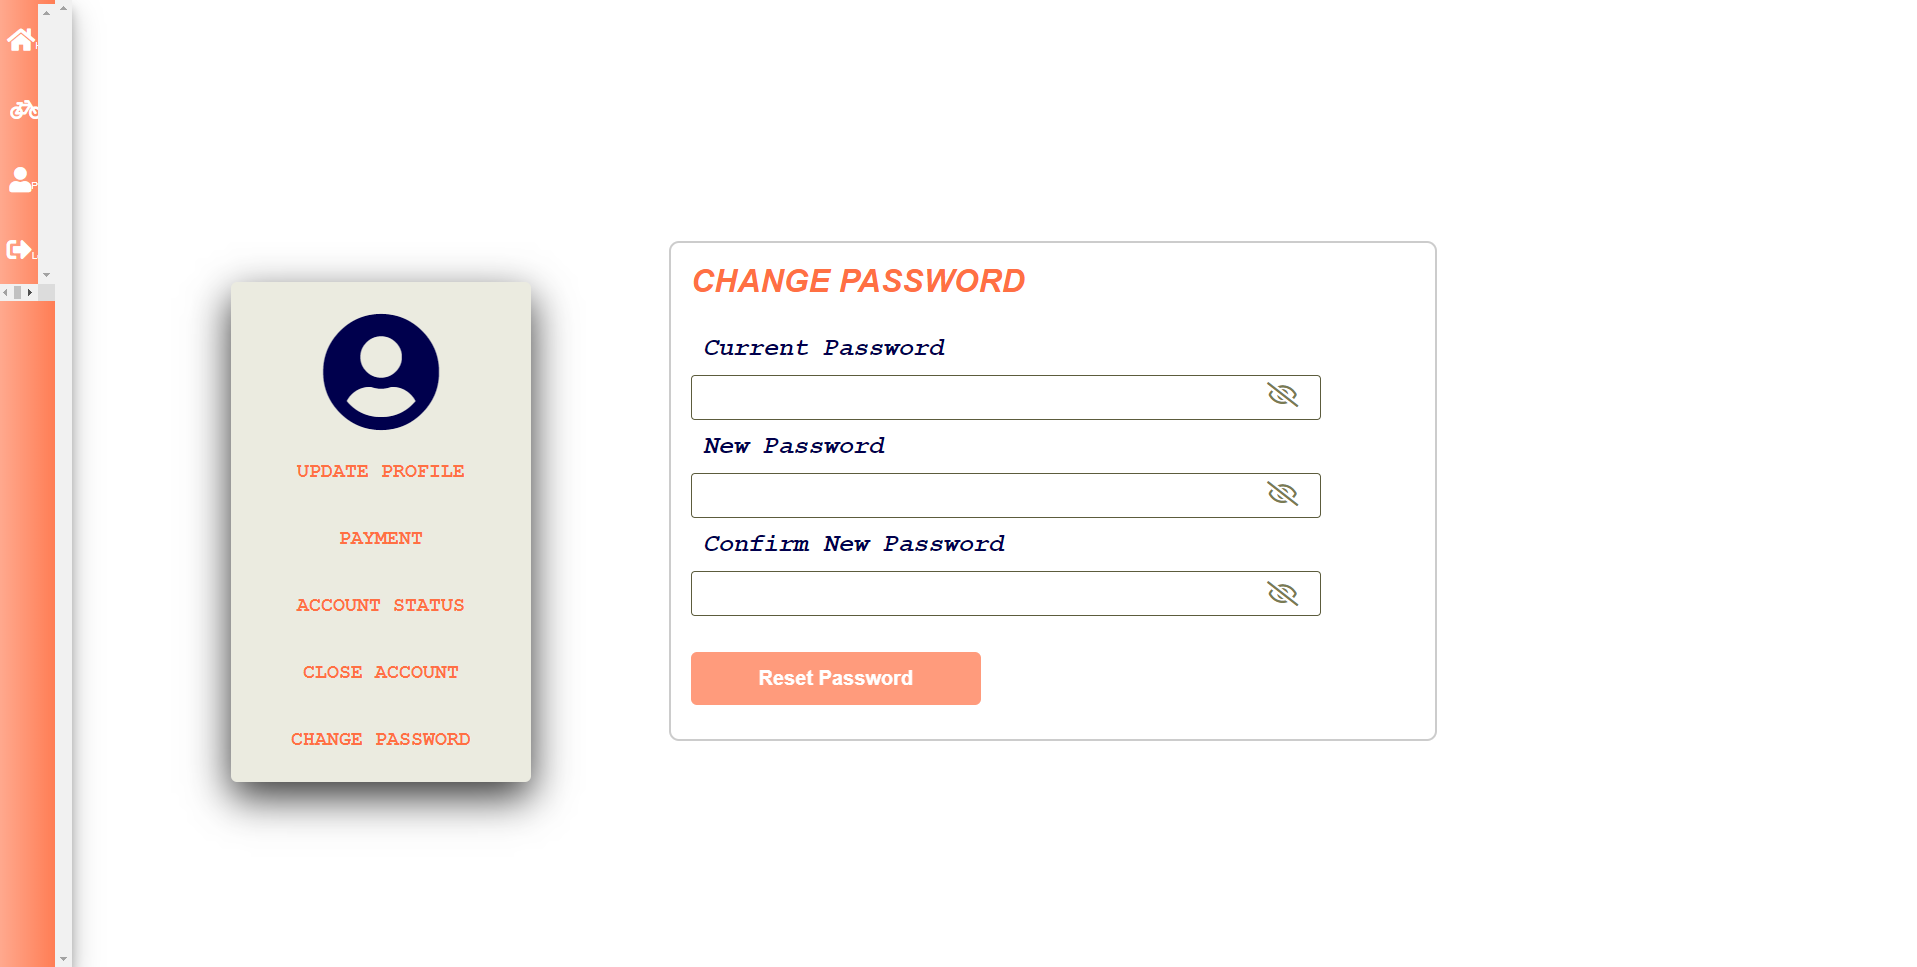 UPDATE PROFILE
PAYMENT
ACCOUNT STATUS
CLOSE ACCOUNT
CHANGE PASSWORD
CHANGE PASSWORD
Current Password
New Password
Confirm New Password
Reset Password